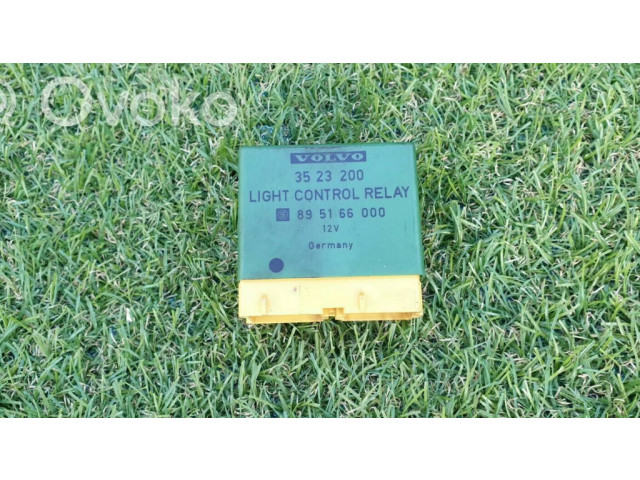 Ovoko
VOLVO
35 23 200
LIGHT CONTROL RELAY
89 51 66 000
12V
Germany